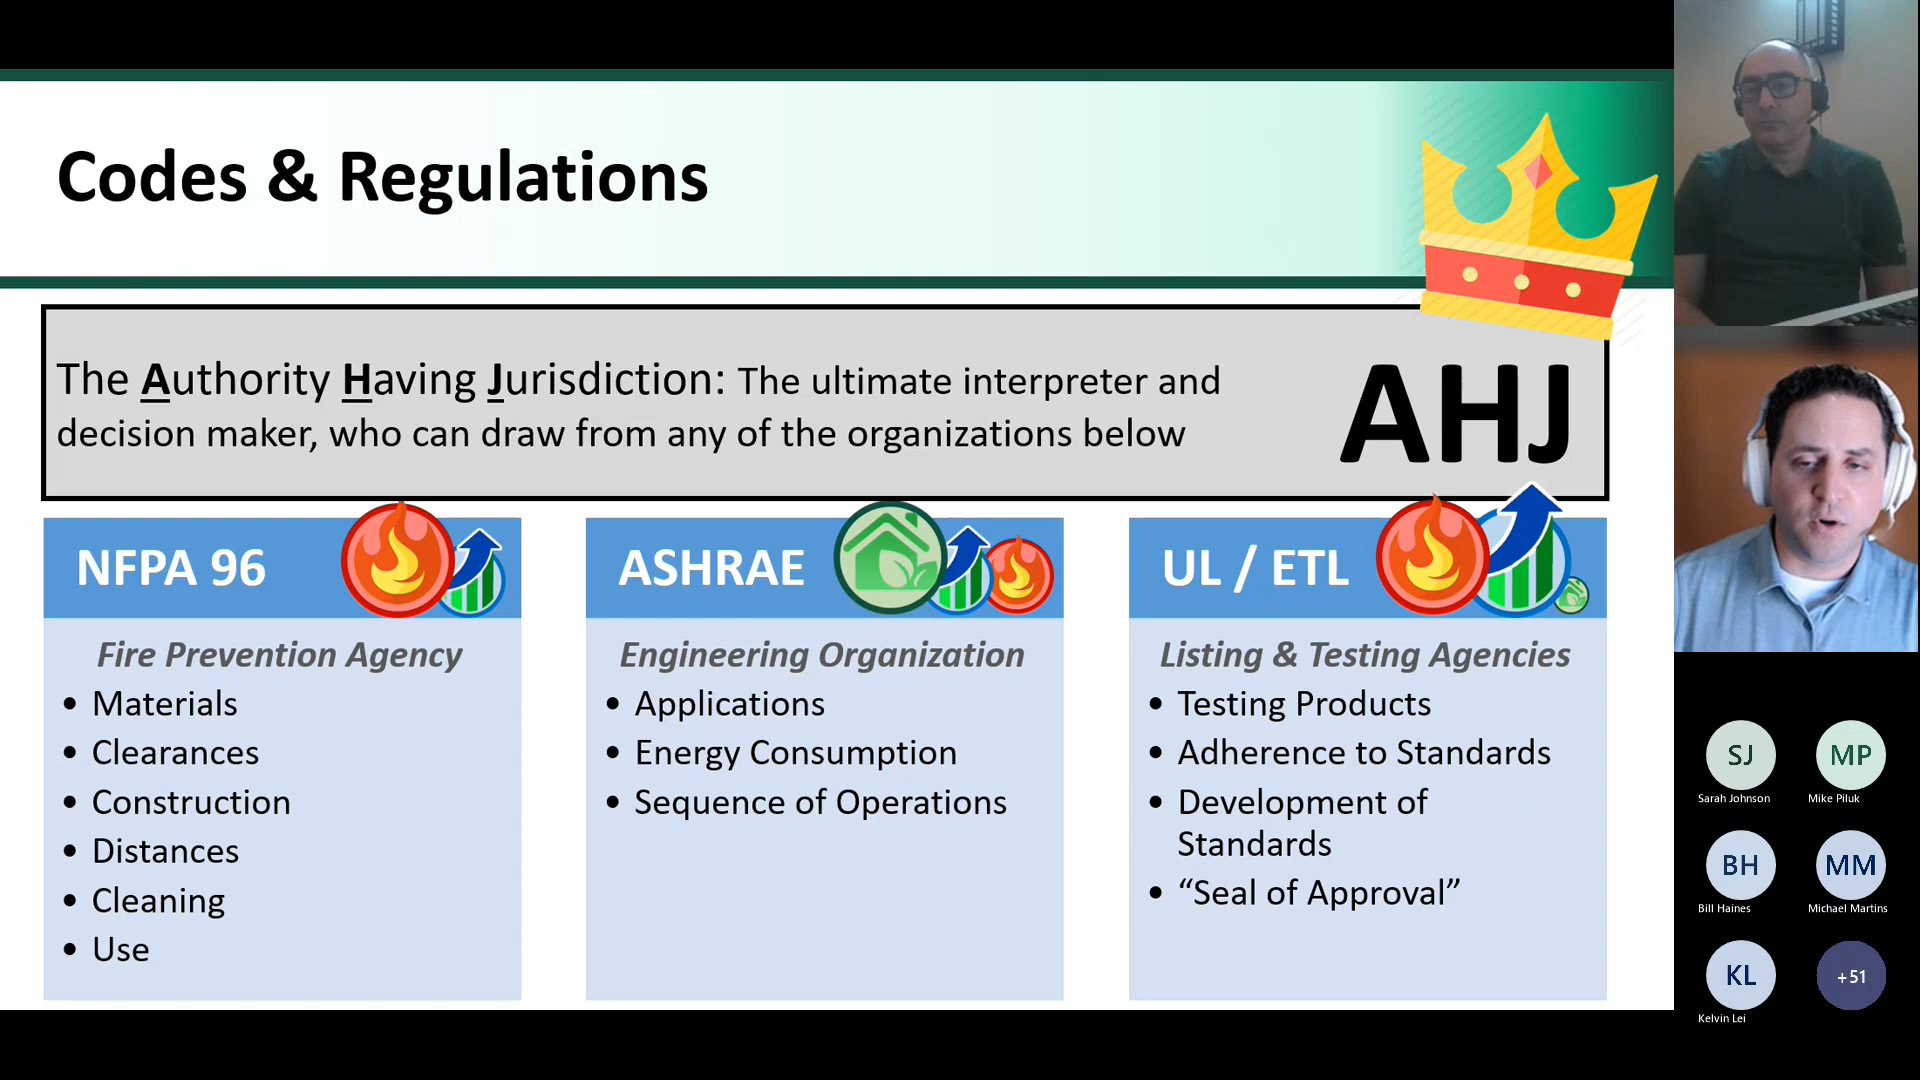 Codes & Regulations
The Authority Having Jurisdiction: The ultimate interpreter and
decision maker, who can draw from any of the organizations below
AHJ
NFPA 96
Fire Prevention Agency
• Materials
• Clearances
• Construction
• Distances
• Cleaning
• Use
ASHRAE
Engineering Organization
• Applications
• Energy Consumption
• Sequence of Operations
UL / ETL
Listing & Testing Agencies
• Testing Products
• Adherence to Standards
• Development of
Standards
• “Seal of Approval”
SJ
Sarah Johnson
MP
Mike Piluk
BH
Bill Haines
MM
Michael Martins
KL
Kelvin Lei
+51